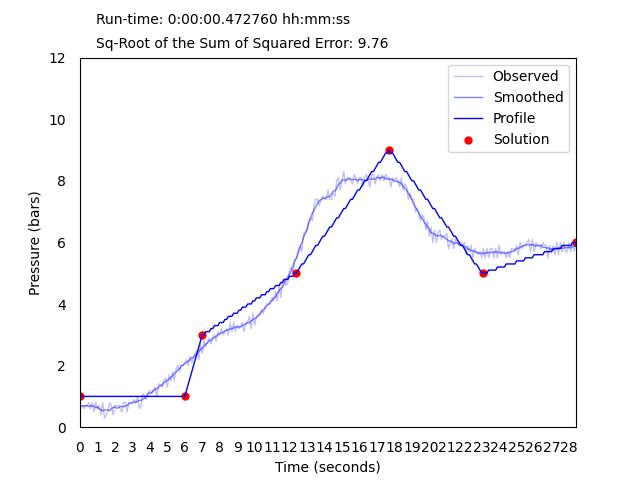 Run-time: 0:00:00.472760 hh:mm:ss
Sq-Root of the Sum of Squared Error: 9.76
12
10
8
6
4
2
0
Pressure (bars)
Observed
Smoothed
Profile
Solution
0 1 2 3 4 5 6 7 8 9 10 11 12 13 14 15 16 17 18 19 20 21 22 23 24 25 26 27 28
Time (seconds)